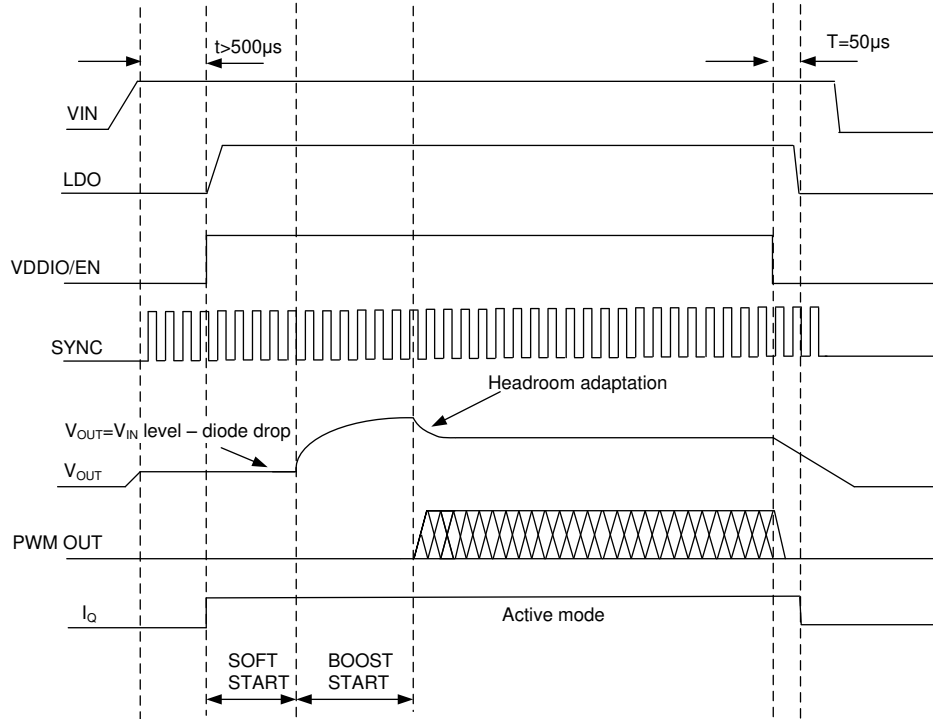 t>500µs
T=50µs
VIN
LDO
VDDIO/EN
SYNC
Headroom adaptation
VOUT=VIN level – diode drop
VOUT
PWM OUT
IQ
Active mode
SOFT
START
BOOST
START